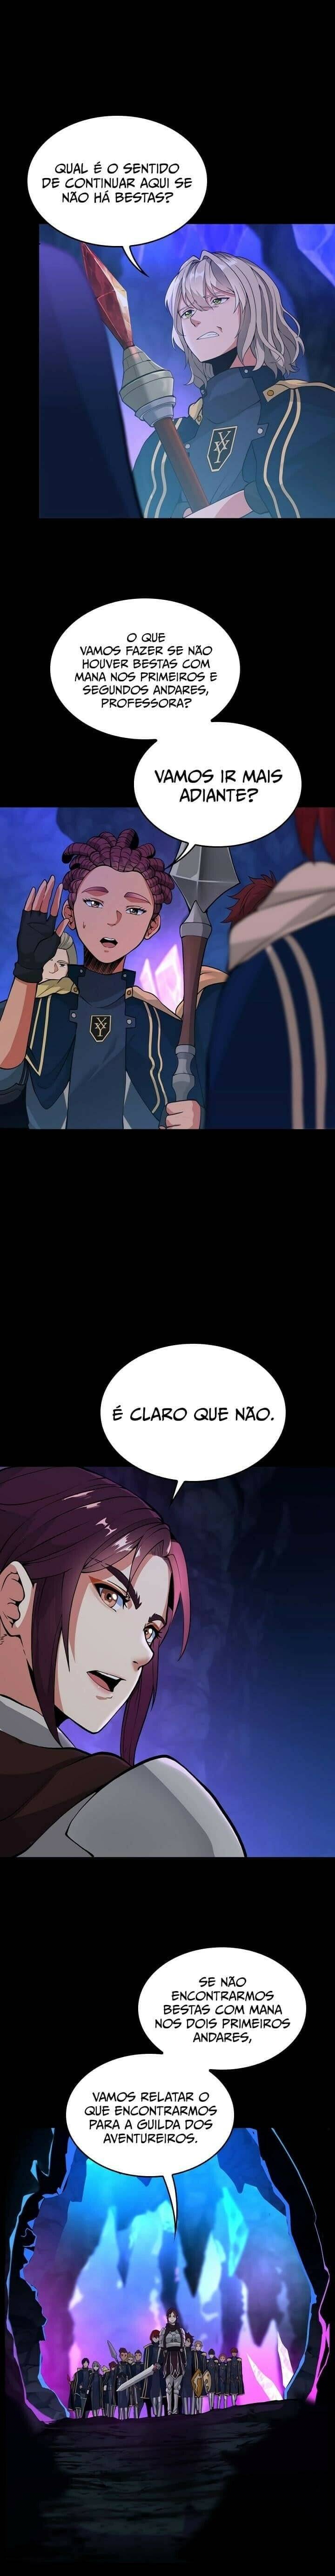 QUAL É O SENTIDO
DE CONTINUAR AQUI SE
NÃO HÁ BESTAS?
O QUE
VAMOS FAZER SE NÃO
HOUVER BESTAS COM
MANA NOS PRIMEIROS E
SEGUNDOS ANDARES,
PROFESSORA?
VAMOS IR MAIS
ADIANTE?
É CLARO QUE NÃO.
SE NÃO
ENCONTRARMOS
BESTAS COM MANA
NOS DOIS PRIMEIROS
ANDARES,
VAMOS RELATAR O
QUE ENCONTRARMOS
PARA A GUILDA DOS
AVENTUREIROS.